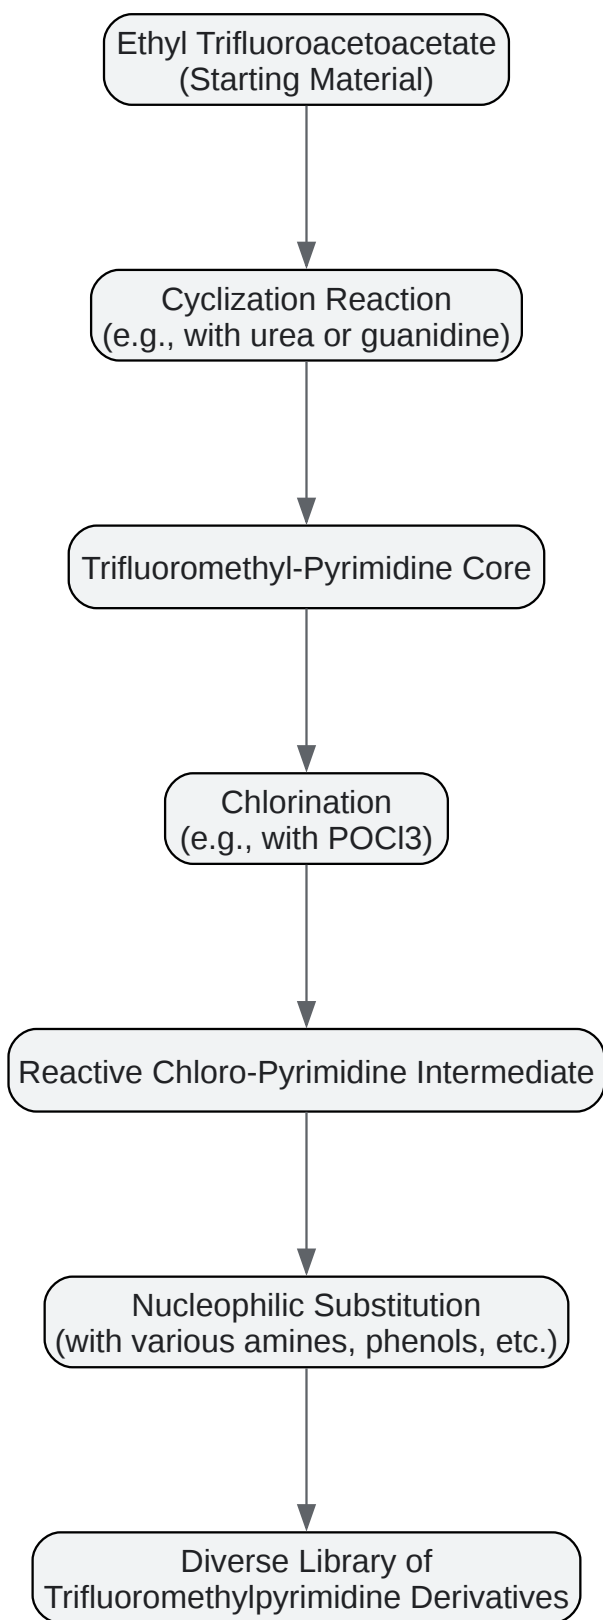 Ethyl Trifluoroacetoacetate
(Starting Material)
Cyclization Reaction
(e.g., with urea or guanidine)
Trifluoromethyl-Pyrimidine Core
Chlorination
(e.g., with POCl3)
Reactive Chloro-Pyrimidine Intermediate
Nucleophilic Substitution
(with various amines, phenols, etc.)
Diverse Library of
Trifluoromethylpyrimidine Derivatives